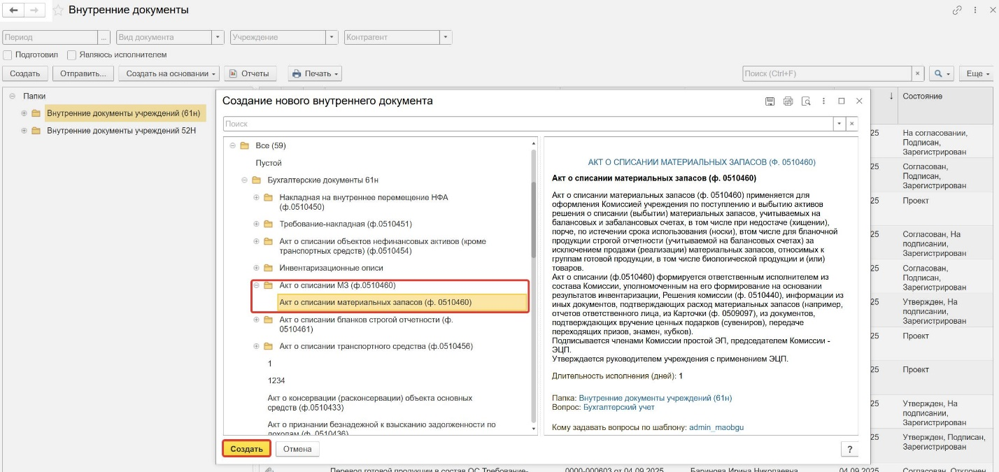 Внутренние документы
Период
...
Вид документа
Учреждение
Контрагент
Подготовил
Являюсь исполнителем
Создать
Отправить...
Создать на основании
Отчеты
Печать
Поиск (Ctrl+F)
×
Еще
Папки
Внутренние документы учреждений (61н)
Внутренние документы учреждений 52Н
Создание нового внутреннего документа
Поиск
×
Все (59)
Пустой
Бухгалтерские документы 61н
Накладная на внутреннее перемещение НФА
(ф.0510450)
Требование-накладная (ф.0510451)
Акт о списании объектов нефинансовых активов (кроме
транспортных средств) (ф.0510454)
Инвентаризационные описи
Акт о списании МЗ (ф.0510460)
Акт о списании материальных запасов (ф. 0510460)
Акт о списании бланков строгой отчетности (ф.
0510461)
Акт о списании транспортного средства (ф.0510456)
1
1234
Акт о консервации (расконсервации) объекта основных
средств (ф.0510433)
Акт о признании безнадежной к взысканию задолженности по
доходам (ф. 0510436)
АКТ О СПИСАНИИ МАТЕРИАЛЬНЫХ ЗАПАСОВ (Ф. 0510460)
Акт о списании материальных запасов (ф. 0510460)
Акт о списании материальных запасов (ф. 0510460) применяется для
оформления Комиссией учреждения по поступлению и выбытию активов
решения о списании (выбытии) материальных запасов, учитываемых на
балансовых и забалансовых счетах, в том числе при недостаче (хищении),
порче, по истечении срока использования (носки), втом числе для бланочной
продукции строгой отчетности (учитываемой на балансовых счетах) за
исключением продажи (реализации) материальных запасов, относимых к
группам готовой продукции, в том числе биологической продукции и (или)
товаров.
Акт о списании (ф.0510460) формируется ответственным исполнителем из
состава Комиссии, уполномоченным на его формирование на основании
результатов инвентаризации, Решения комиссии (ф. 0510440), информации из
иных документов, подтверждающих расход материальных запасов (например,
отчетов ответственного лица, из Карточки (ф. 0509097), из документов,
подтверждающих вручение ценных подарков (сувениров), передаче
переходящих призов, знамен, кубков).
Подписывается членами Комиссии простой ЭП, председателем Комиссии -
ЭЦП.
Утверждается руководителем учреждения с применением ЭЦП.
Длительность исполнения (дней): 1
Папка: Внутренние документы учреждений (61н)
Вопрос: Бухгалтерский учет
Кому задавать вопросы по шаблону: admin_maobgu
Создать
Отмена
?
↓ Состояние
25 На согласовании,
Подписан,
Зарегистрирован
25 Согласован,
Подписан,
Зарегистрирован
25 Проект
25 Согласован, На
подписании,
Зарегистрирован
25 Согласован,
Подписан,
Зарегистрирован
25 Утвержден, На
подписании,
Зарегистрирован
25 Проект
25 Проект
25 Утвержден, На
подписании,
Зарегистрирован
25 Утвержден, Подписан,
Зарегистрирован
Перевод готовой продукции в состав ОС Требование- 0000-000603 от 04.09.2025 Баринова Ирина Николаевна 04.09.2025 Согласован, Отклонен,